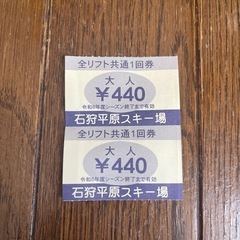 全リフト共通1回券
大人
￥440
令和6年度シーズン終了まで有効
石狩平原スキー場
全リフト共通1回券
大人
￥440
令和6年度シーズン終了まで有効
石狩平原スキー場